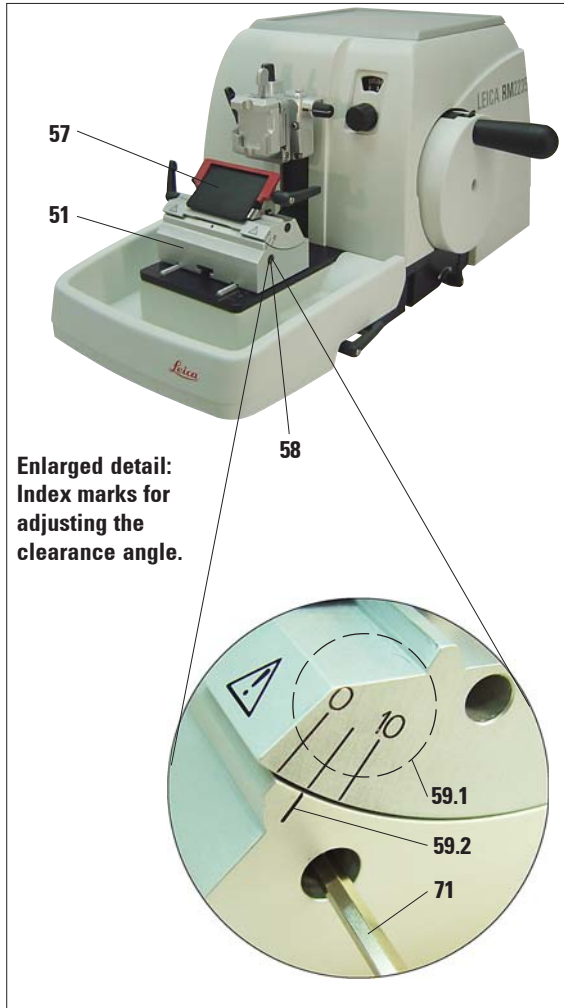 LEICA RM2235
57
51
Leica
58
Enlarged detail:
Index marks for
adjusting the
clearance angle.
0
10
59.1
59.2
71